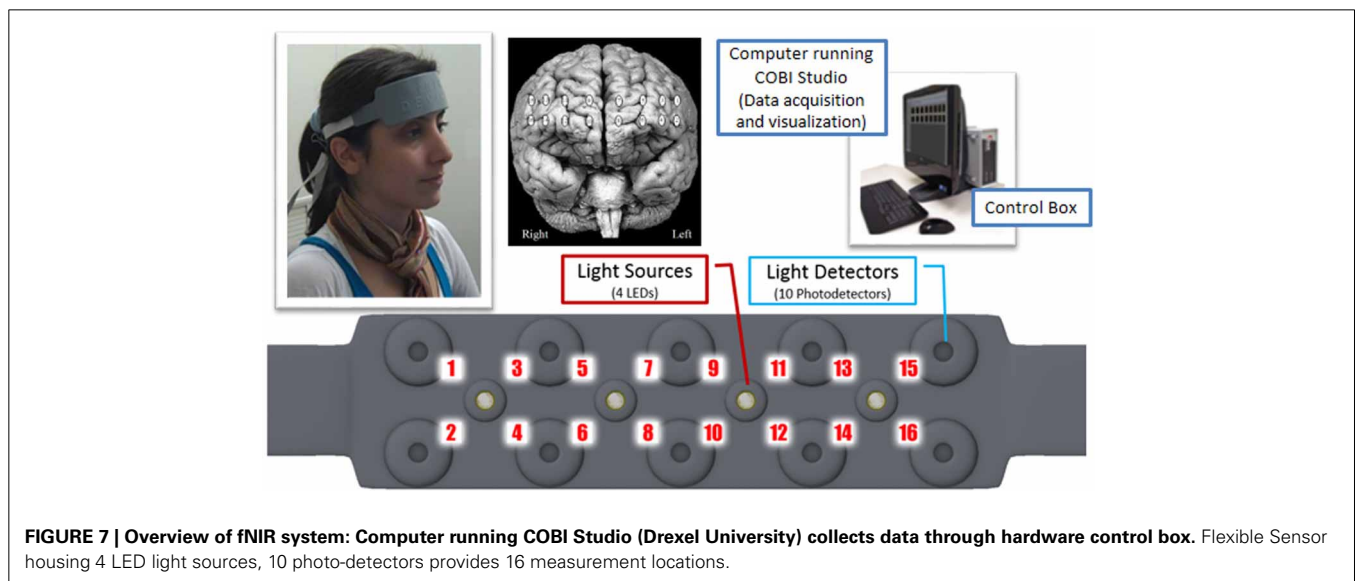 Computer running
COBI Studio
(Data acquisition
and visualization)
Control Box
Right
Left
Light Sources
(4 LEDs)
Light Detectors
(10 Photodetectors)
1 3 5 7 9 11 13 15
2 4 6 8 10 12 14 16
FIGURE 7 | Overview of fNIR system: Computer running COBI Studio (Drexel University) collects data through hardware control box. Flexible Sensor
housing 4 LED light sources, 10 photo-detectors provides 16 measurement locations.